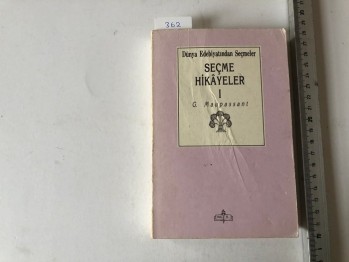 362
Dünya Edebiyatından Seçmeler
SEÇME
HİKÂYELER
I
G. Maupassant